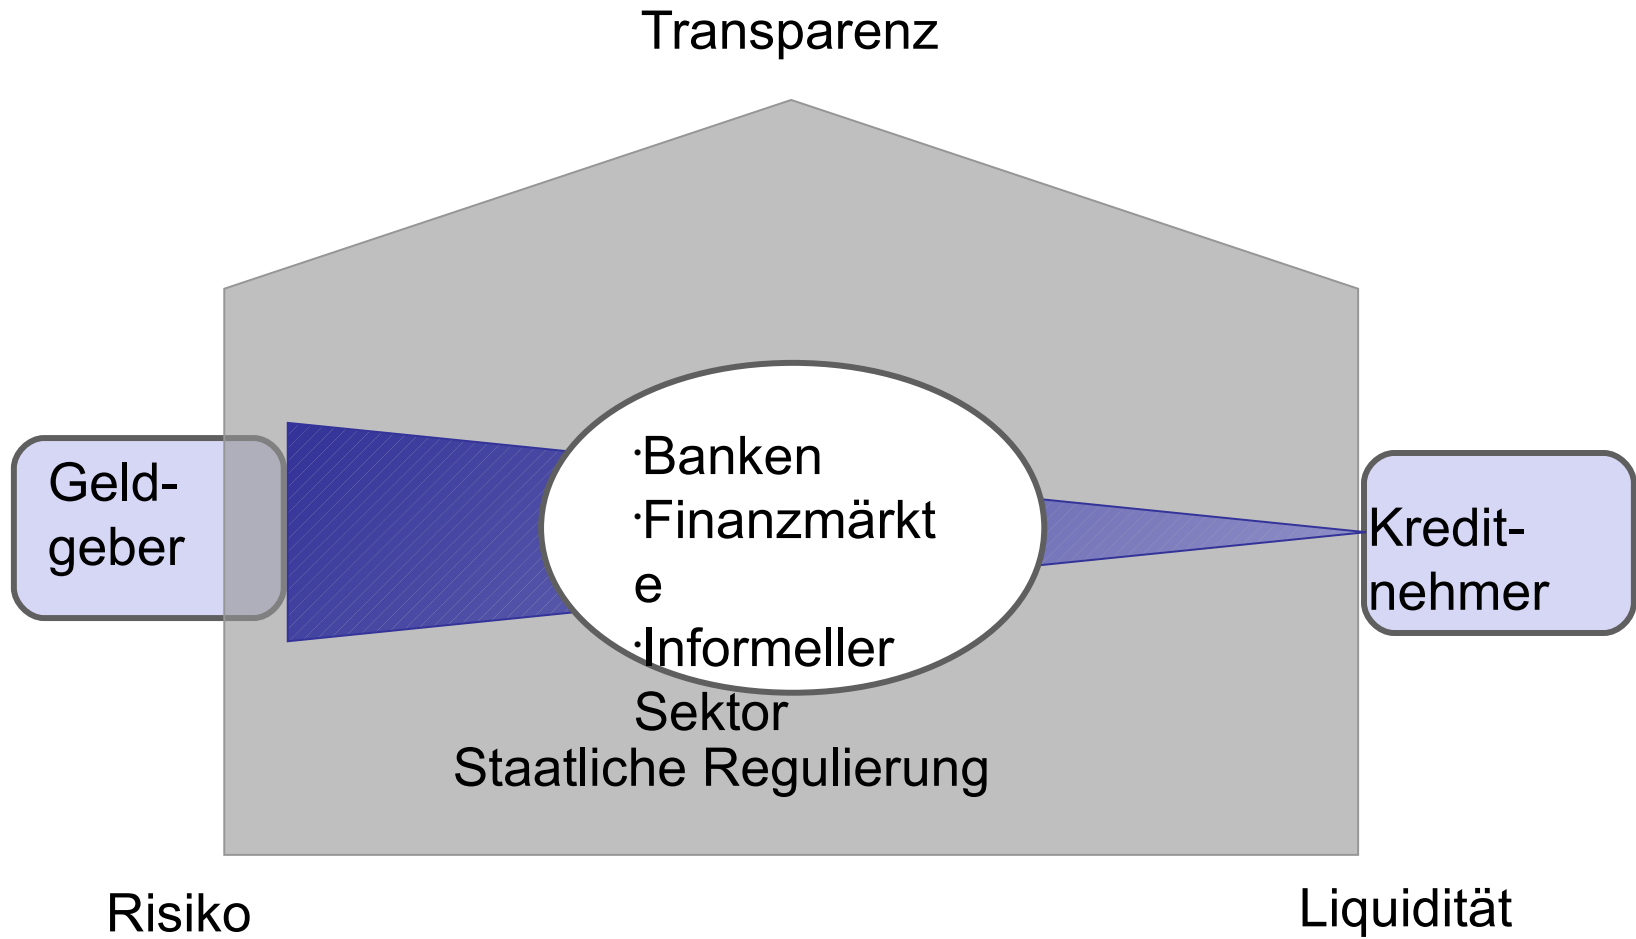 Transparenz
Geld-
geber
·Banken
·Finanzmärkt
e
·Informeller
Sektor
Kredit-
nehmer
Staatliche Regulierung
Risiko
Liquidität